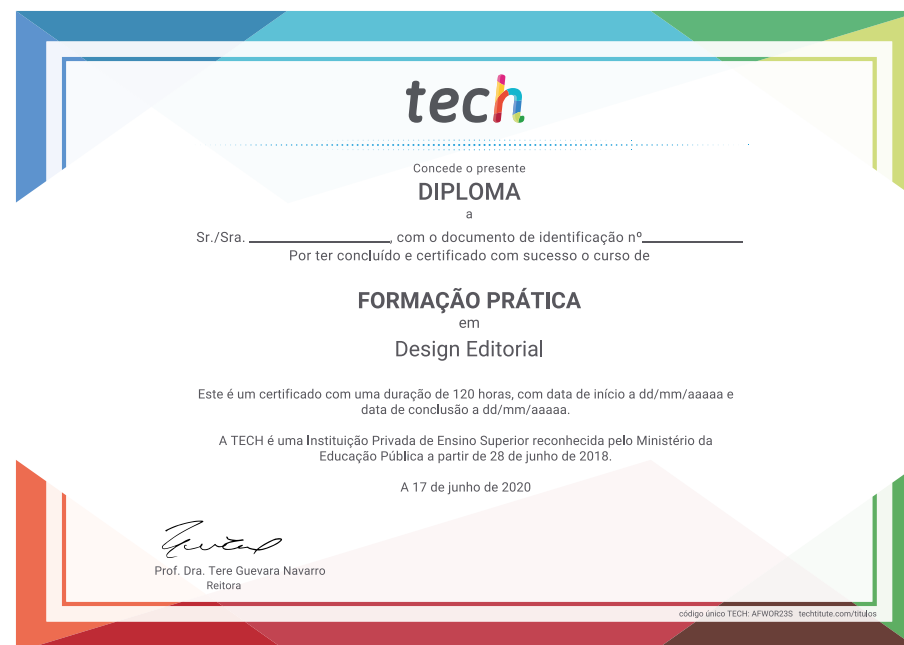 tech
Concede o presente
DIPLOMA
a
Sr./Sra. ____________________, com o documento de identificação nº______________
Por ter concluído e certificado com sucesso o curso de
FORMAÇÃO PRÁTICA
em
Design Editorial
Este é um certificado com uma duração de 120 horas, com data de início a dd/mm/aaaaa e
data de conclusão a dd/mm/aaaaa.
A TECH é uma Instituição Privada de Ensino Superior reconhecida pelo Ministério da
Educação Pública a partir de 28 de junho de 2018.
A 17 de junho de 2020
Prof. Dra. Tere Guevara Navarro
Reitora
código único TECH: AFWOR23S techtitute.com/titulos